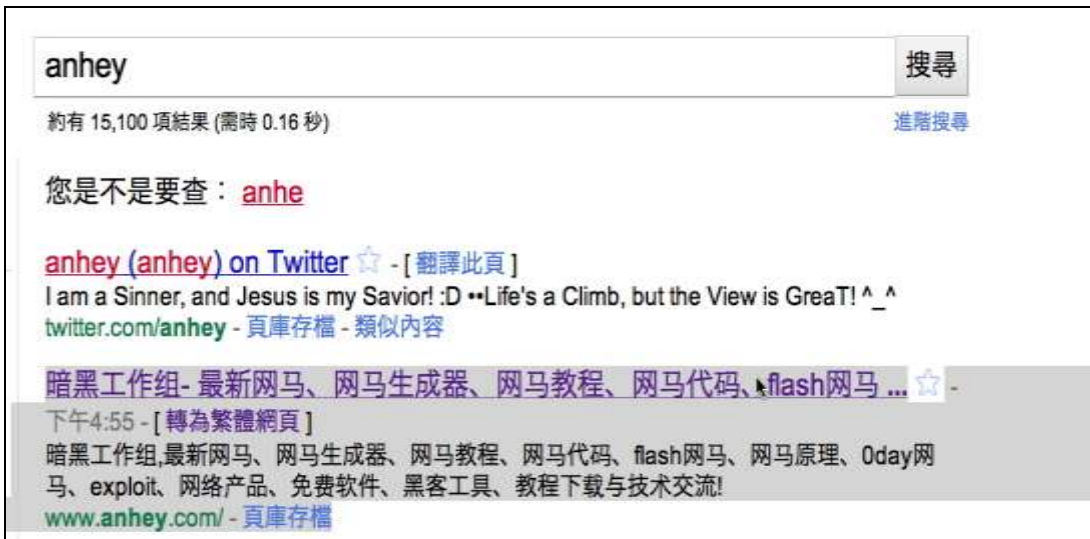 anhey 搜尋
約有 15,100 項結果 (需時 0.16 秒) 進階搜尋
您是不是要查： anhe
anhey (anhey) on Twitter ☆ - [ 翻譯此頁 ]
I am a Sinner, and Jesus is my Savior! :D ••Life's a Climb, but the View is GreaT! ^_^
twitter.com/anhey - 頁庫存檔 - 類似內容
暗黑工作组- 最新网马、网马生成器、网马教程、网马代码、flash网马 ... ☆ -
下午4:55 - [ 轉為繁體網頁 ]
暗黑工作组,最新网马、网马生成器、网马教程、网马代码、flash网马、网马原理、0day网
马、exploit、网络产品、免费软件、黑客工具、教程下载与技术交流!
www.anhey.com/ - 頁庫存檔